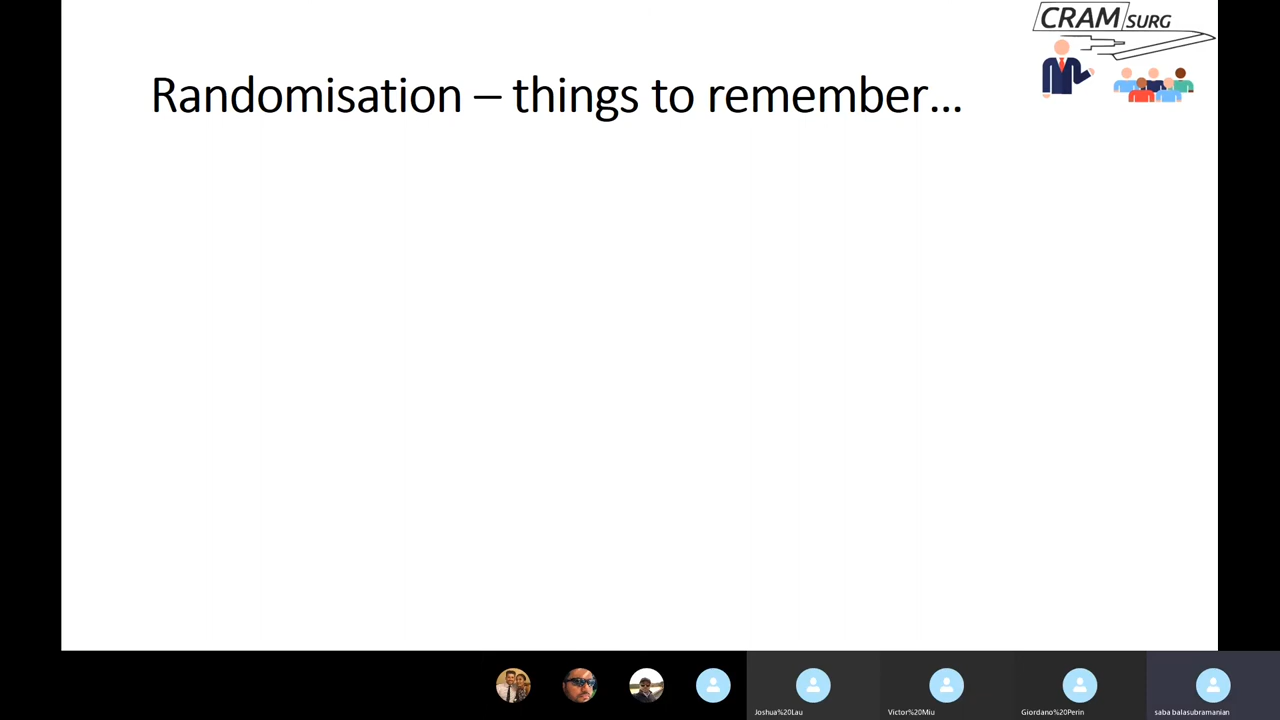 CRAM SURG
Randomisation – things to remember...
Joshua%20Lau
Victor%20Miu
Giordano%20Perin
saba balasubramanian